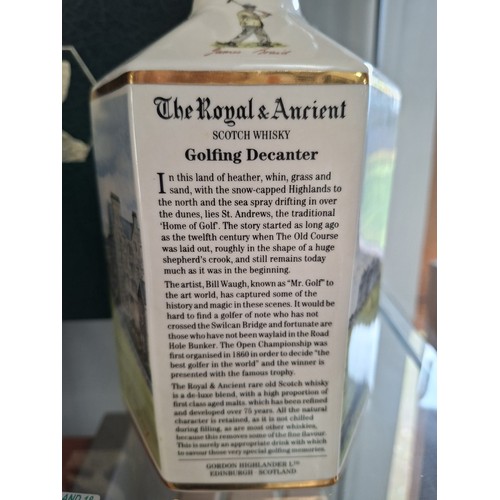 James Braid
The Royal & Ancient
SCOTCH WHISKY
Golfing Decanter
In this land of heather, whin, grass and
sand, with the snow-capped Highlands to
the north and the sea spray drifting in over
the dunes, lies St. Andrews, the traditional
'Home of Golf'. The story started as long ago
as the twelfth century when The Old Course
was laid out, roughly in the shape of a huge
shepherd's crook, and still remains today
much as it was in the beginning.
The artist, Bill Waugh, known as "Mr. Golf" to
the art world, has captured some of the
history and magic in these scenes. It would be
hard to find a golfer of note who has not
crossed the Swilcan Bridge and fortunate are
those who have not been waylaid in the Road
Hole Bunker. The Open Championship was
first organised in 1860 in order to decide "the
best golfer in the world" and the winner is
presented with the famous trophy.
The Royal & Ancient rare old Scotch whisky
is a de-luxe blend, with a high proportion of
first class aged malts, which has been refined
and developed over 75 years. All the natural
character is retained, as it is not chilled
during filling, as are most other whiskies,
because this removes some of the fine flavour.
This is merely an appropriate drink with which
to savour those very special golfing memories.
GORDON HIGHLANDER LTD
EDINBURGH SCOTLAND